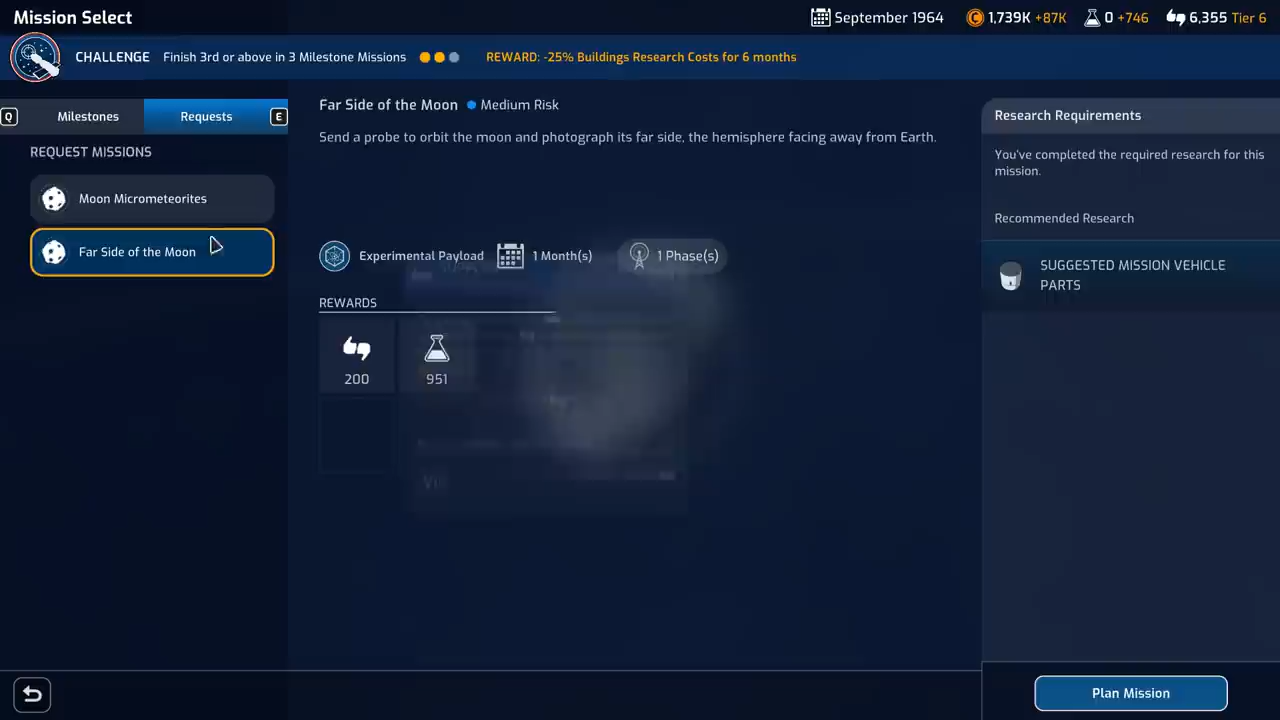 Mission Select
September 1964
1,739K +87K
0 +746
6,355 Tier 6
CHALLENGE
Finish 3rd or above in 3 Milestone Missions
REWARD: -25% Buildings Research Costs for 6 months
Q
Milestones
Requests
E
REQUEST MISSIONS
Moon Micrometeorites
Far Side of the Moon
Far Side of the Moon
Medium Risk
Send a probe to orbit the moon and photograph its far side, the hemisphere facing away from Earth.
Experimental Payload
1 Month(s)
1 Phase(s)
REWARDS
200
951
Research Requirements
You've completed the required research for this
mission.
Recommended Research
SUGGESTED MISSION VEHICLE
PARTS
Plan Mission